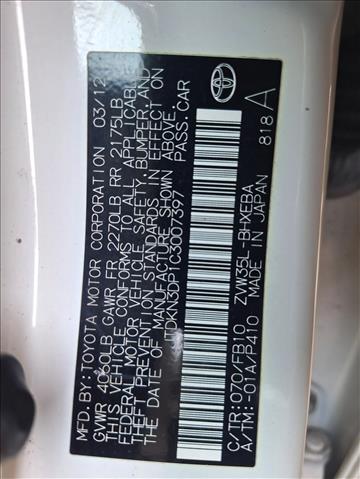 MFD. BY: TOYOTA MOTOR CORPORATION 03/12
GVWR 4060LB GAWR FR 2270LB RR 2175LB
THIS VEHICLE CONFORMS TO ALL APPLICABLE
FEDERAL MOTOR VEHICLE SAFETY, BUMPER, AND
THEFT PREVENTION STANDARDS IN EFFECT ON
THE DATE OF MANUFACTURE SHOWN ABOVE.
JTDKN3DP1C3007397 PASS.CAR
ZVW35L-BHXEBA
C/TR: 070/FB10 MADE IN JAPAN
A/TM: -01A/P410 818 A